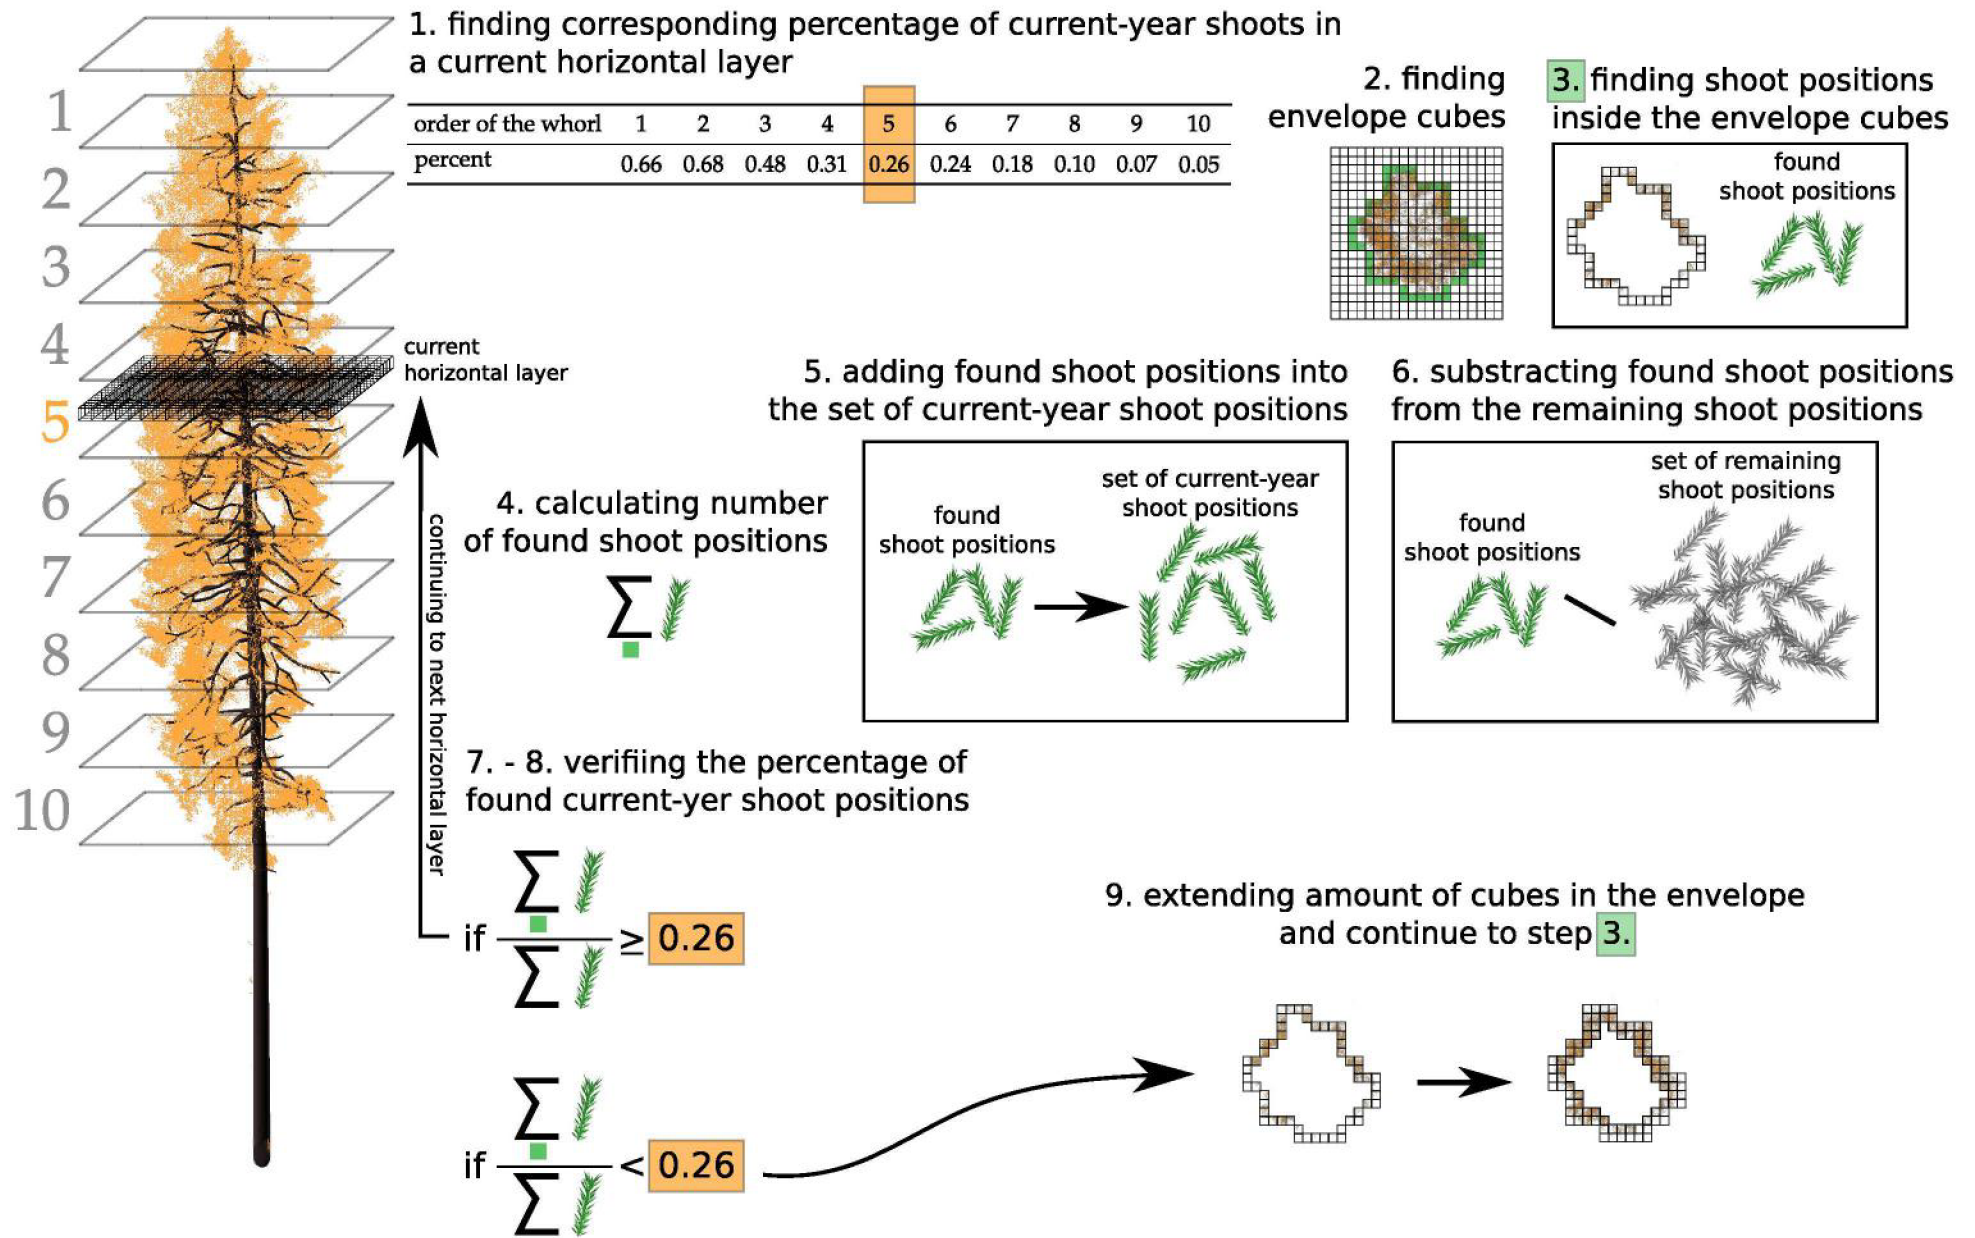 1. finding corresponding percentage of current-year shoots in
a current horizontal layer
order of the whorl 1 2 3 4 5 6 7 8 9 10
percent 0.66 0.68 0.48 0.31 0.26 0.24 0.18 0.10 0.07 0.05
2. finding
envelope cubes
3. finding shoot positions
inside the envelope cubes
found
shoot positions
1
2
3
4
5
6
7
8
9
10
current
horizontal layer
continuing to next horizontal layer
4. calculating number
of found shoot positions
∑
5. adding found shoot positions into
the set of current-year shoot positions
found
shoot positions
set of current-year
shoot positions
6. substracting found shoot positions
from the remaining shoot positions
found
shoot positions
set of remaining
shoot positions
7. - 8. verifiing the percentage of
found current-yer shoot positions
∑
if ≥ 0.26
∑
∑
if < 0.26
∑
9. extending amount of cubes in the envelope
and continue to step 3.